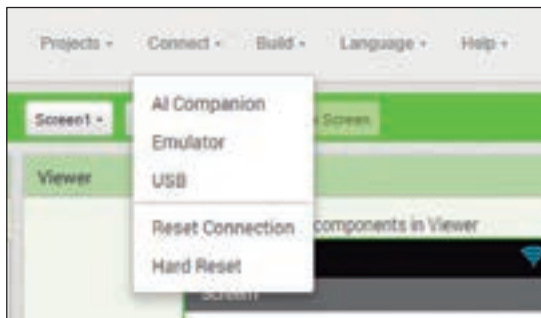 Projects Connect Build Language Help
AI Companion
Screen1 Screen
Emulator
Viewer
USB
Reset Connection components in Viewer
Hard Reset
Screen1